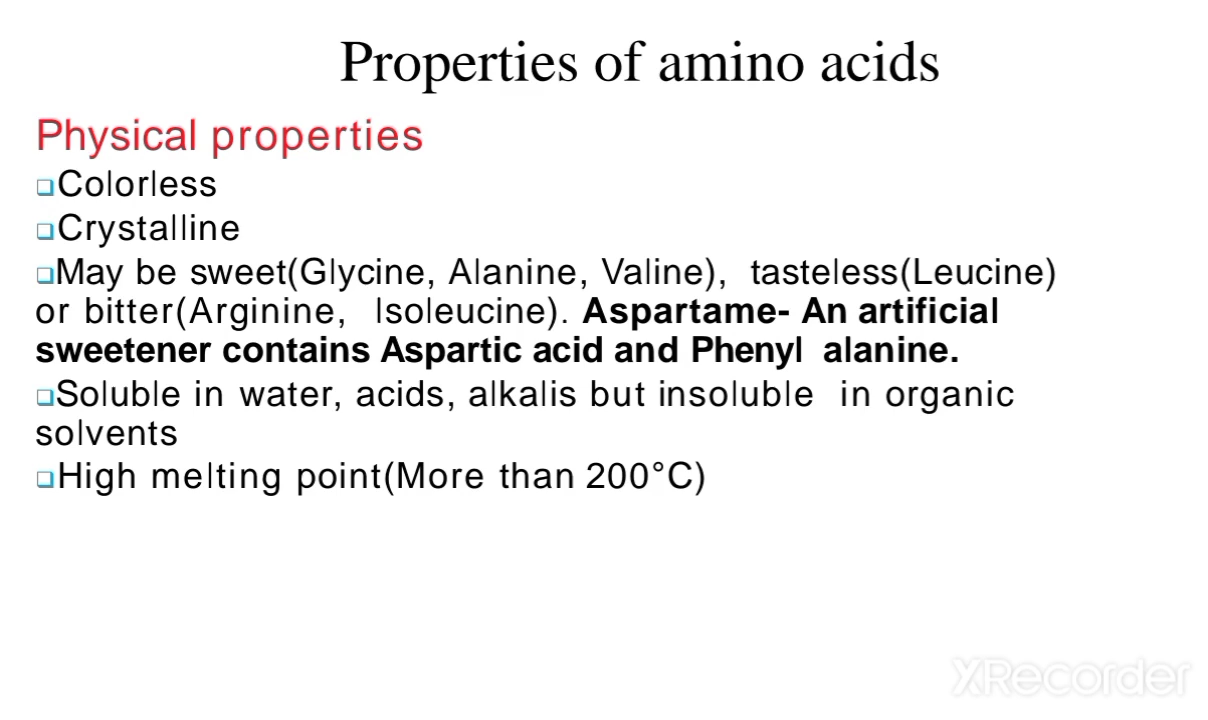 Properties of amino acids
Physical properties
❑Colorless
❑Crystalline
❑May be sweet(Glycine, Alanine, Valine), tasteless(Leucine)
or bitter(Arginine, Isoleucine). Aspartame- An artificial
sweetener contains Aspartic acid and Phenyl alanine.
❑Soluble in water, acids, alkalis but insoluble in organic
solvents
❑High melting point(More than 200°C)
XRecorder